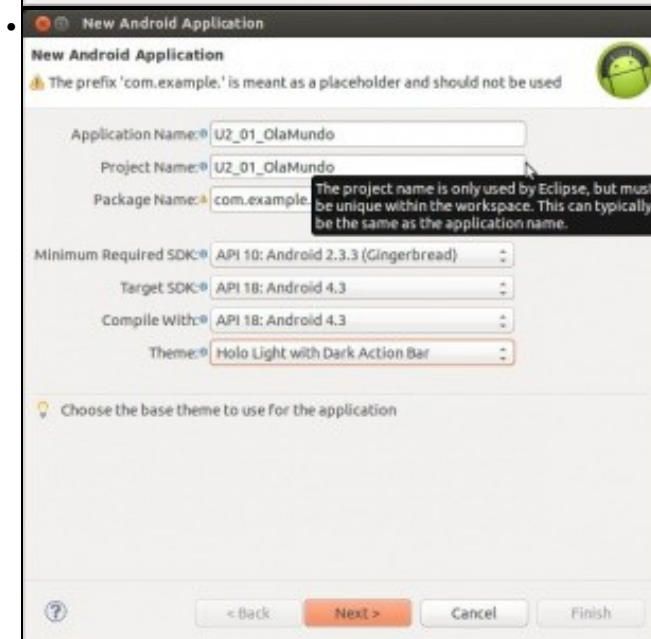 New Android Application
New Android Application
The prefix 'com.example.' is meant as a placeholder and should not be used
Application Name: U2_01_OlaMundo
Project Name: U2_01_OlaMundo
Package Name: com.example.
The project name is only used by Eclipse, but must
be unique within the workspace. This can typically
be the same as the application name.
Minimum Required SDK: API 10: Android 2.3.3 (Gingerbread)
Target SDK: API 18: Android 4.3
Compile With: API 18: Android 4.3
Theme: Holo Light with Dark Action Bar
Choose the base theme to use for the application
? < Back Next > Cancel Finish